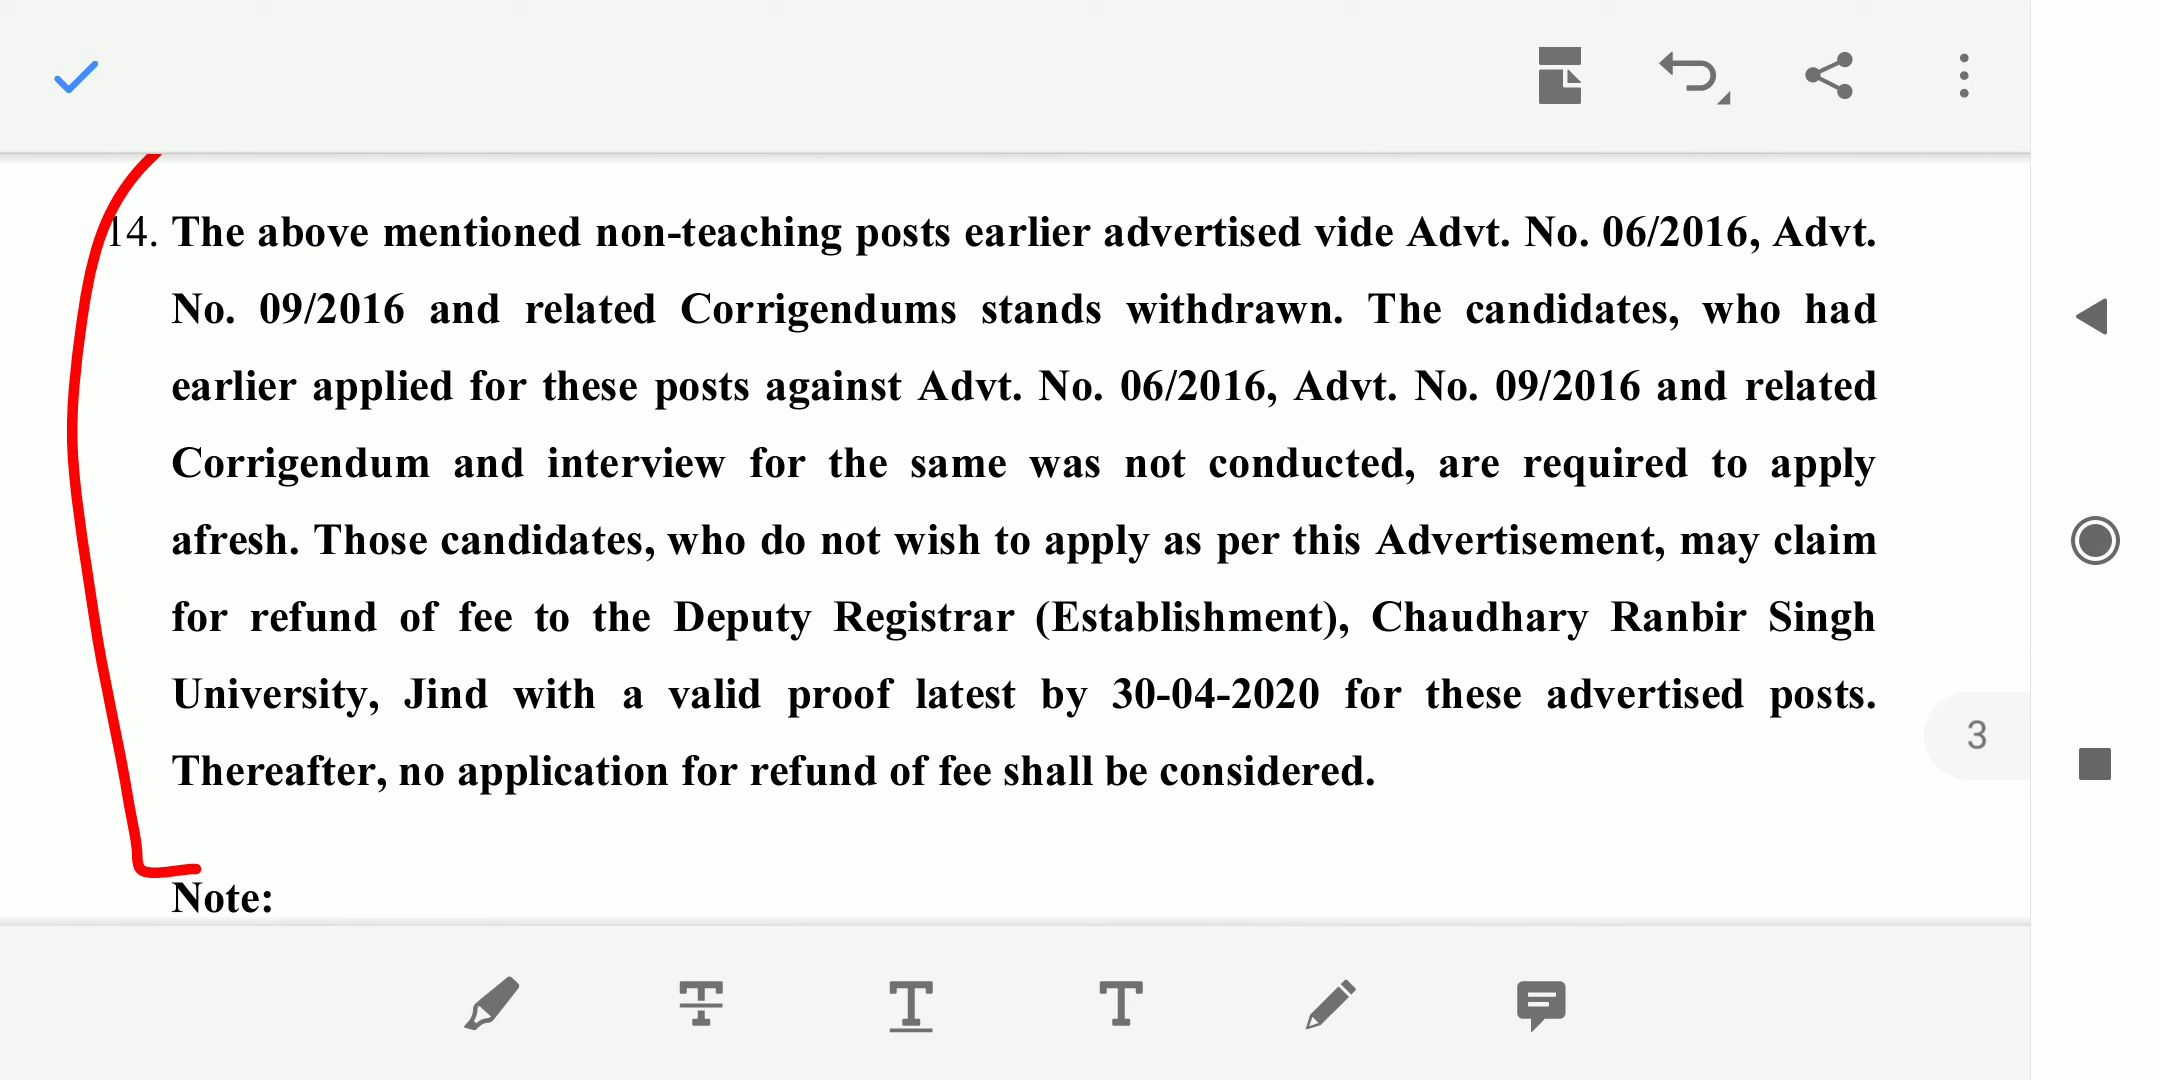 14. The above mentioned non-teaching posts earlier advertised vide Advt. No. 06/2016, Advt.
No. 09/2016 and related Corrigendums stands withdrawn. The candidates, who had
earlier applied for these posts against Advt. No. 06/2016, Advt. No. 09/2016 and related
Corrigendum and interview for the same was not conducted, are required to apply
afresh. Those candidates, who do not wish to apply as per this Advertisement, may claim
for refund of fee to the Deputy Registrar (Establishment), Chaudhary Ranbir Singh
University, Jind with a valid proof latest by 30-04-2020 for these advertised posts.
3
Thereafter, no application for refund of fee shall be considered.
Note: